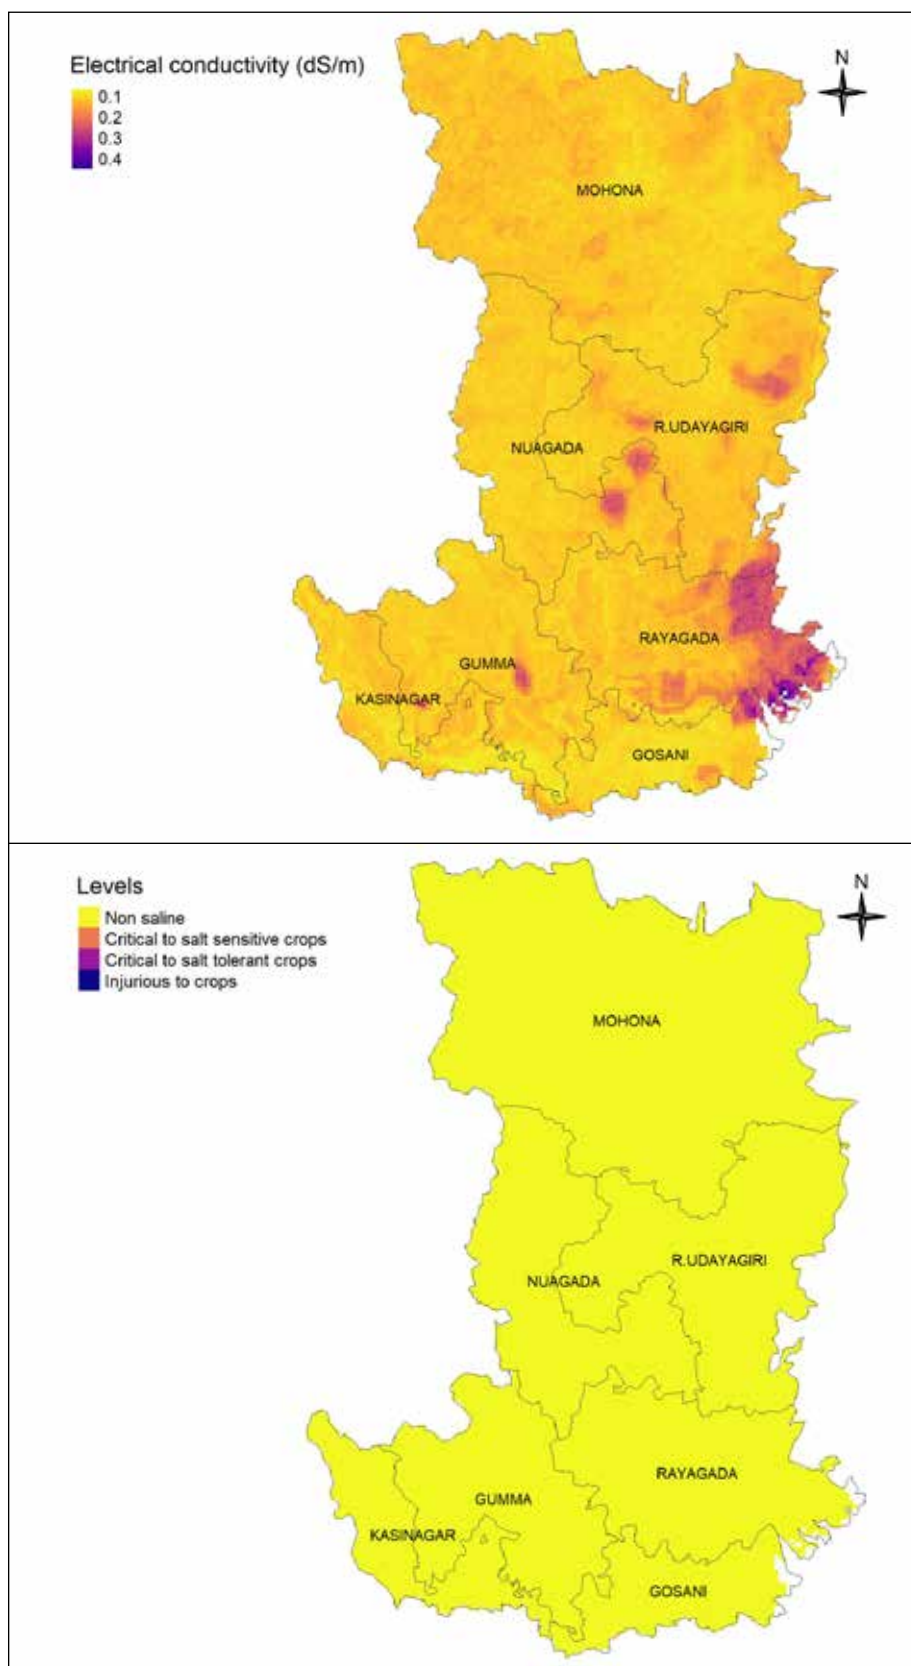 Electrical conductivity (dS/m)
0.1
0.2
0.3
0.4
N
MOHONA
R.UDAYAGIRI
NUAGADA
RAYAGADA
GUMMA
KASINAGAR
GOSANI
Levels
Non saline
Critical to salt sensitive crops
Critical to salt tolerant crops
Injurious to crops
N
MOHONA
R.UDAYAGIRI
NUAGADA
RAYAGADA
GUMMA
KASINAGAR
GOSANI